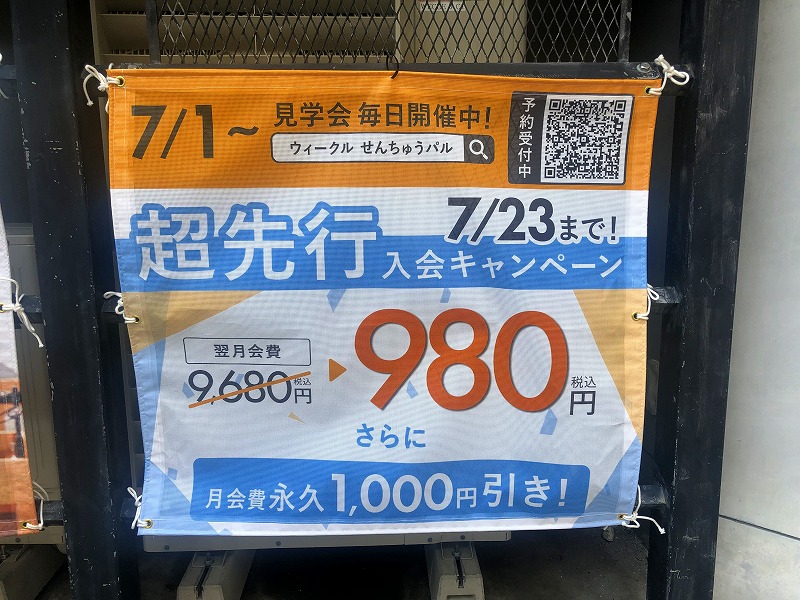 7/1~
見学会 毎日開催中!
ウィークル せんちゅうパル
予約受付中
超先行
7/23まで!
入会キャンペーン
翌月会費
9,680税込円
980税込円
さらに
月会費永久1,000円引き!